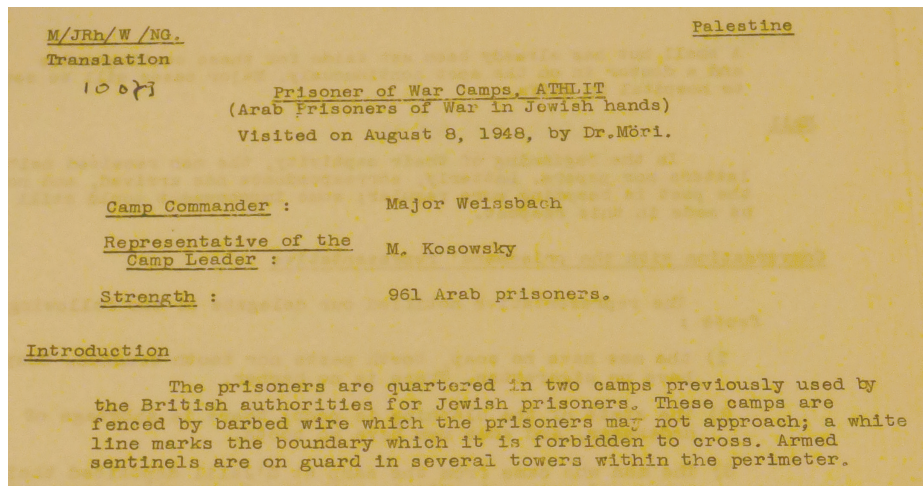 M/JRh/W/NG.
Palestine
Translation
Prisoner of War Camps, ATHLIT
(Arab Prisoners of War in Jewish hands)
Visited on August 8, 1948, by Dr.Möri.
Camp Commander :
Major Weissbach
Representative of the
Camp Leader :
M. Kosowsky
Strength :
961 Arab prisoners.
Introduction
The prisoners are quartered in two camps previously used by
the British authorities for Jewish prisoners. These camps are
fenced by barbed wire which the prisoners may not approach; a white
line marks the boundary which it is forbidden to cross. Armed
sentinels are on guard in several towers within the perimeter.